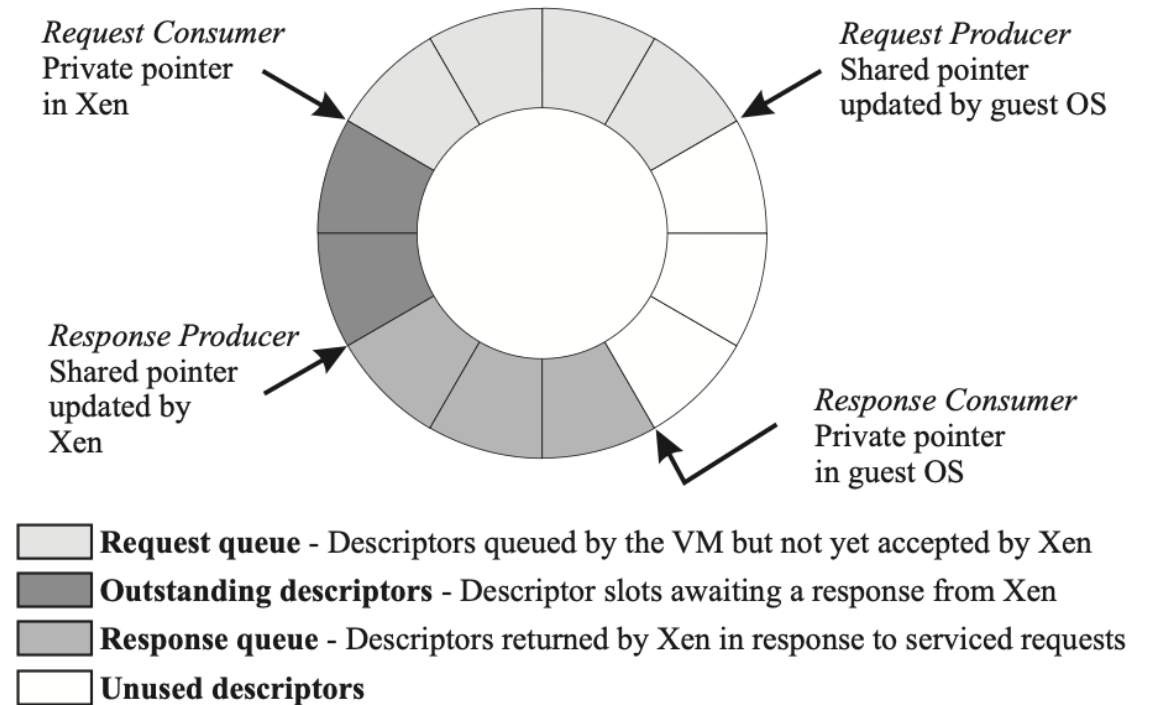 Request Consumer
Private pointer
in Xen
Request Producer
Shared pointer
updated by guest OS
Response Producer
Shared pointer
updated by
Xen
Response Consumer
Private pointer
in guest OS
Request queue - Descriptors queued by the VM but not yet accepted by Xen
Outstanding descriptors - Descriptor slots awaiting a response from Xen
Response queue - Descriptors returned by Xen in response to serviced requests
Unused descriptors